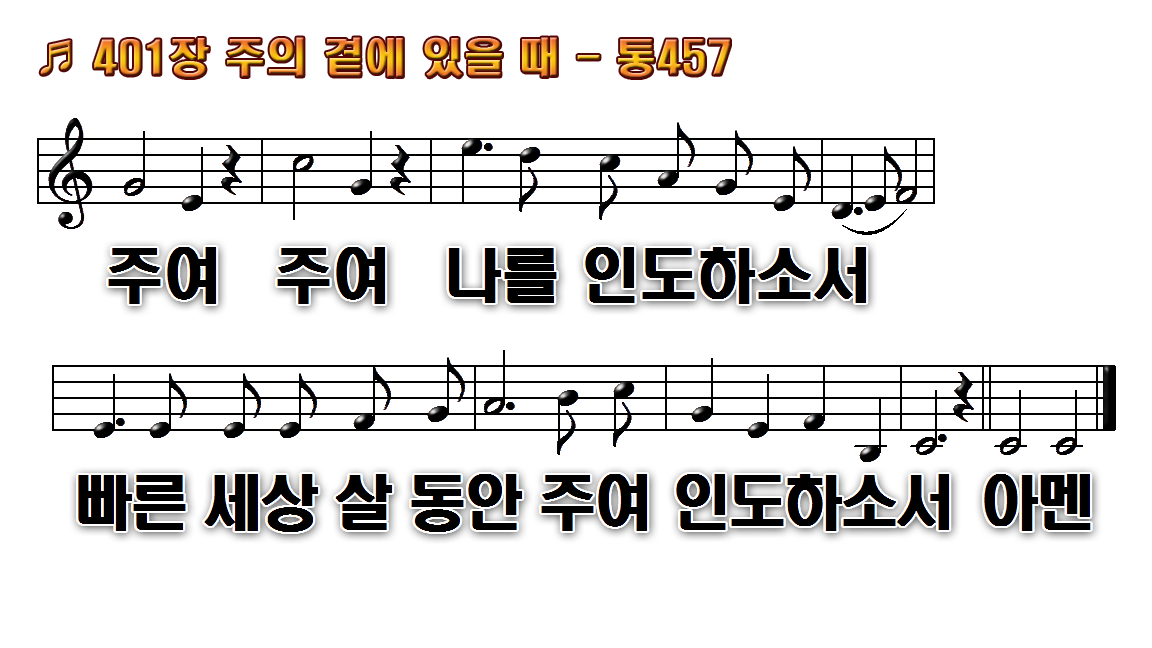 ♬ 401장 주의 곁에 있을 때 - 통457
주여 주여 나를 인도하소서
빠른 세상 살 동안 주여 인도하소서 아멘